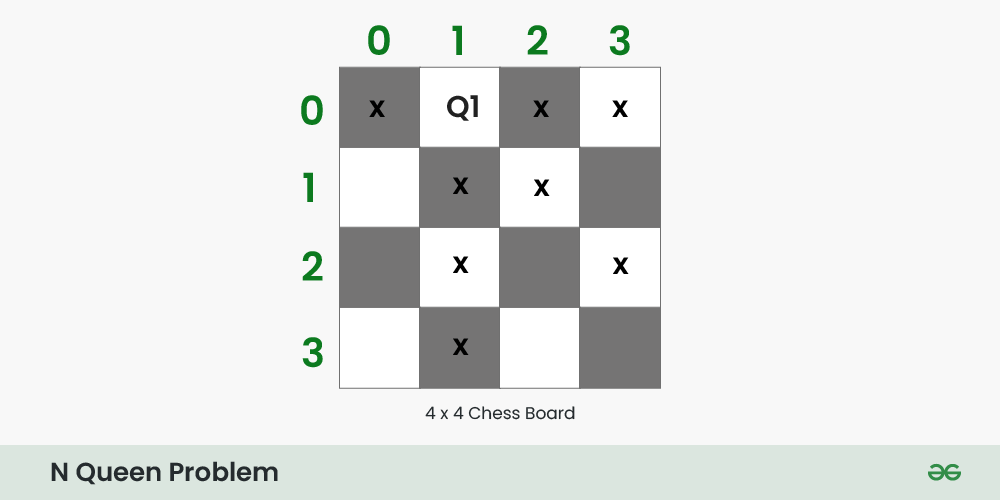 0 1 2 3
0 x Q1 x x
1 x x
2 x x
3 x
4 x 4 Chess Board
N Queen Problem